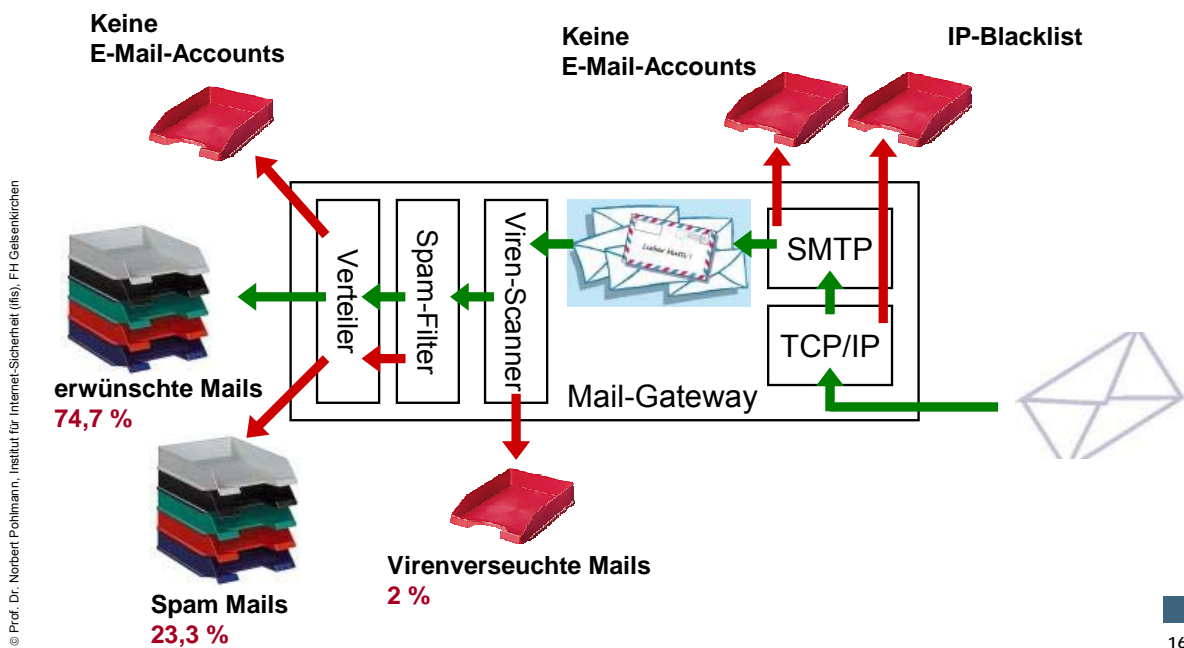 Keine
E-Mail-Accounts
Keine
E-Mail-Accounts
IP-Blacklist
Verteiler
Spam-Filter
Viren-Scanner
Lieber Matti !
SMTP
TCP/IP
Mail-Gateway
erwünschte Mails
74,7 %
Spam Mails
23,3 %
Virenverseuchte Mails
2 %
© Prof. Dr. Norbert Pohlmann, Institut für Internet-Sicherheit (ifis), FH Gelsenkirchen
16